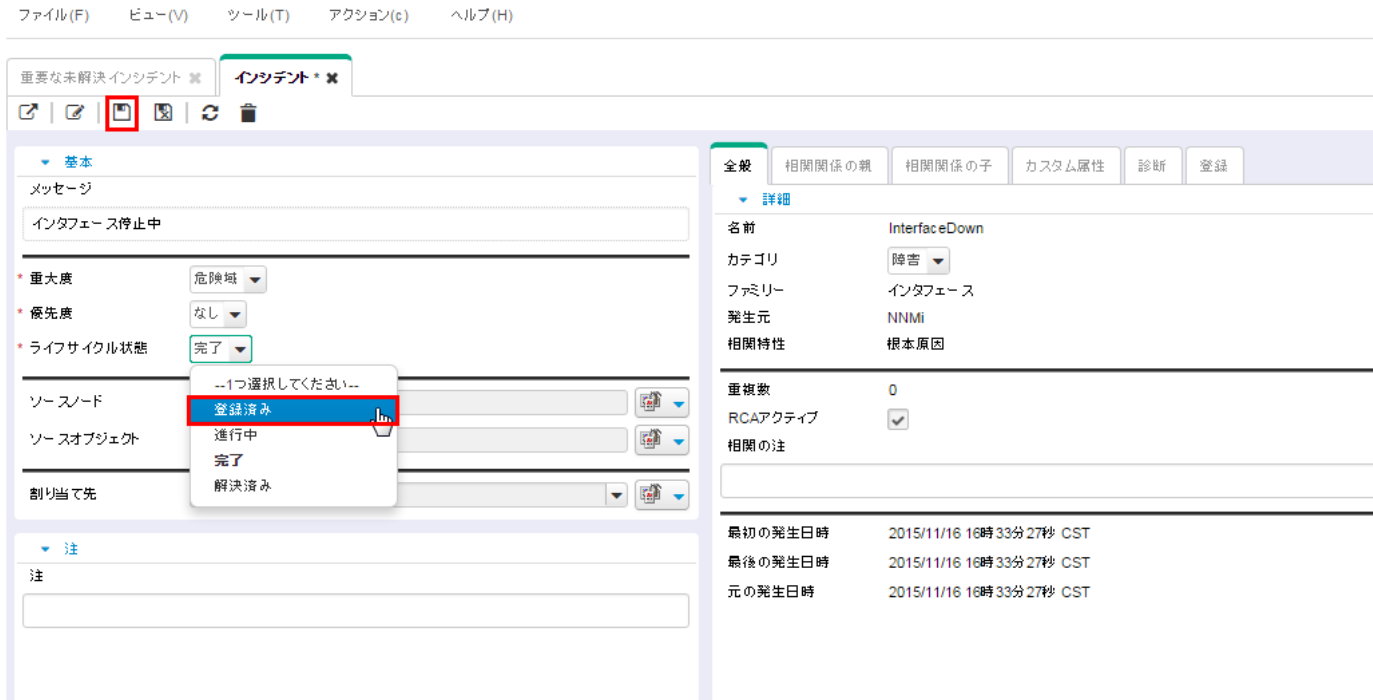 ファイル(F) ビュー(V) ツール(T) アクション(c) ヘルプ(H)
重要な未解決インシデント インシデント *
基本
メッセージ
インタフェース停止中
* 重大度 危険域
* 優先度 なし
* ライフサイクル状態 完了
--1つ選択してください--
登録済み
進行中
完了
解決済み
ソースノード
ソースオブジェクト
割り当て先
注
注
全般 相関関係の親 相関関係の子 カスタム属性 診断 登録
詳細
名前 InterfaceDown
カテゴリ 障害
ファミリー インタフェース
発生元 NNMi
相関特性 根本原因
重複数 0
RCAアクティブ
相関の注
最初の発生日時 2015/11/16 16時33分27秒 CST
最後の発生日時 2015/11/16 16時33分27秒 CST
元の発生日時 2015/11/16 16時33分27秒 CST